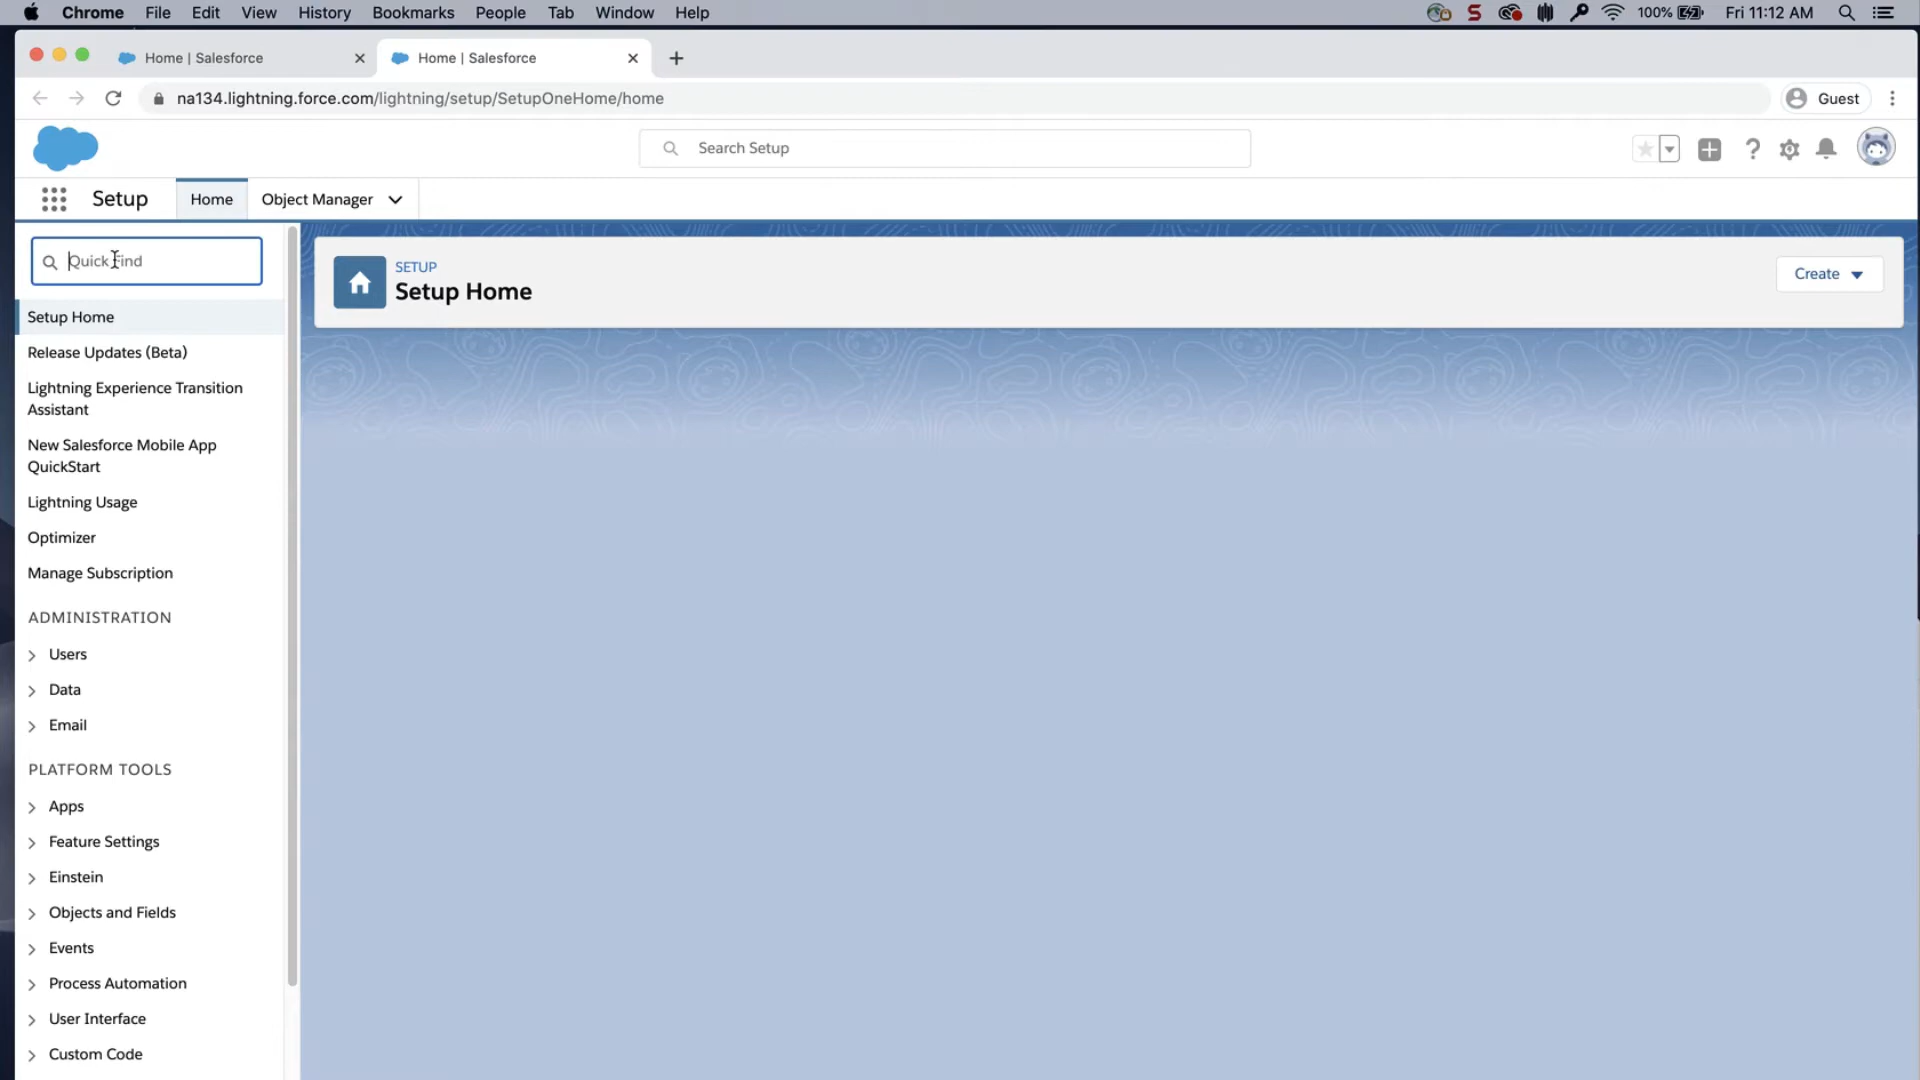 Chrome File Edit View History Bookmarks People Tab Window Help 100% Fri 11:12 AM
Home | Salesforce Home | Salesforce
na134.lightning.force.com/lightning/setup/SetupOneHome/home Guest
Search Setup
Setup Home Object Manager
Quick Find
SETUP
Setup Home
Create
Setup Home
Release Updates (Beta)
Lightning Experience Transition
Assistant
New Salesforce Mobile App
QuickStart
Lightning Usage
Optimizer
Manage Subscription
ADMINISTRATION
Users
Data
Email
PLATFORM TOOLS
Apps
Feature Settings
Einstein
Objects and Fields
Events
Process Automation
User Interface
Custom Code